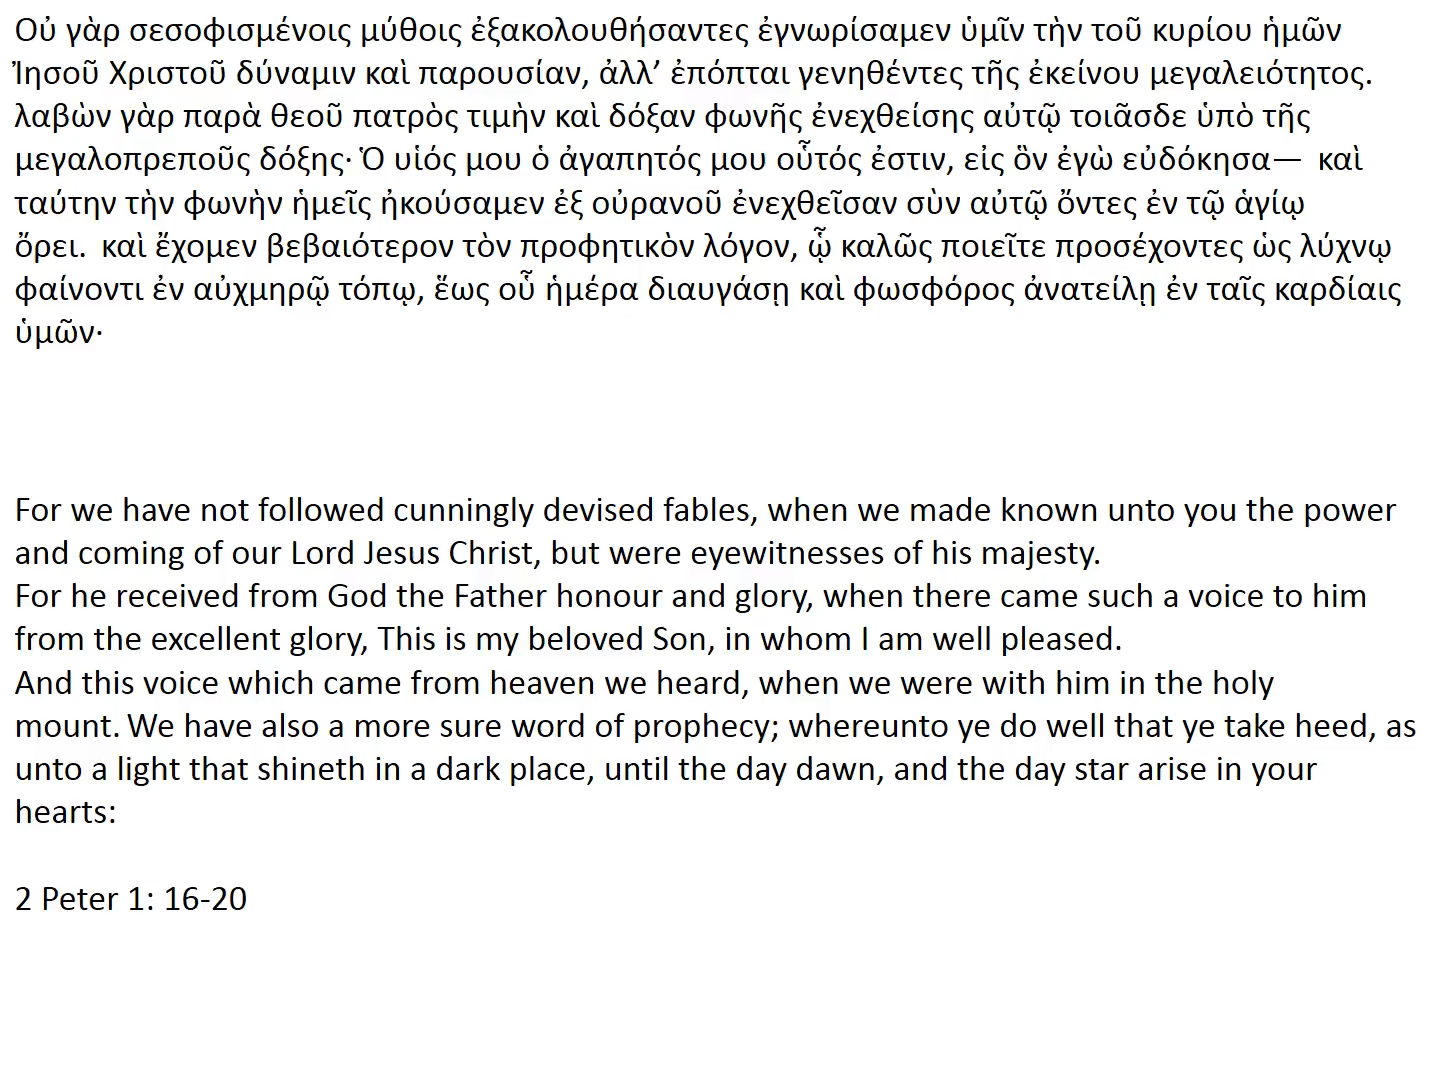 Οὐ γὰρ σεσοφισμένοις μύθοις ἐξακολουθήσαντες ἐγνωρίσαμεν ὑμῖν τὴν τοῦ κυρίου ἡμῶν
Ἰησοῦ Χριστοῦ δύναμιν καὶ παρουσίαν, ἀλλ’ ἐπόπται γενηθέντες τῆς ἐκείνου μεγαλειότητος.
λαβὼν γὰρ παρὰ θεοῦ πατρὸς τιμὴν καὶ δόξαν φωνῆς ἐνεχθείσης αὐτῷ τοιᾶσδε ὑπὸ τῆς
μεγαλοπρεποῦς δόξης· Ὁ υἱός μου ὁ ἀγαπητός μου οὗτός ἐστιν, εἰς ὃν ἐγὼ εὐδόκησα— καὶ
ταύτην τὴν φωνὴν ἡμεῖς ἠκούσαμεν ἐξ οὐρανοῦ ἐνεχθεῖσαν σὺν αὐτῷ ὄντες ἐν τῷ ἁγίῳ
ὄρει. καὶ ἔχομεν βεβαιότερον τὸν προφητικὸν λόγον, ᾧ καλῶς ποιεῖτε προσέχοντες ὡς λύχνῳ
φαίνοντι ἐν αὐχμηρῷ τόπῳ, ἕως οὗ ἡμέρα διαυγάσῃ καὶ φωσφόρος ἀνατείλῃ ἐν ταῖς καρδίαις
ὑμῶν·
For we have not followed cunningly devised fables, when we made known unto you the power
and coming of our Lord Jesus Christ, but were eyewitnesses of his majesty.
For he received from God the Father honour and glory, when there came such a voice to him
from the excellent glory, This is my beloved Son, in whom I am well pleased.
And this voice which came from heaven we heard, when we were with him in the holy
mount. We have also a more sure word of prophecy; whereunto ye do well that ye take heed, as
unto a light that shineth in a dark place, until the day dawn, and the day star arise in your
hearts:
2 Peter 1: 16-20